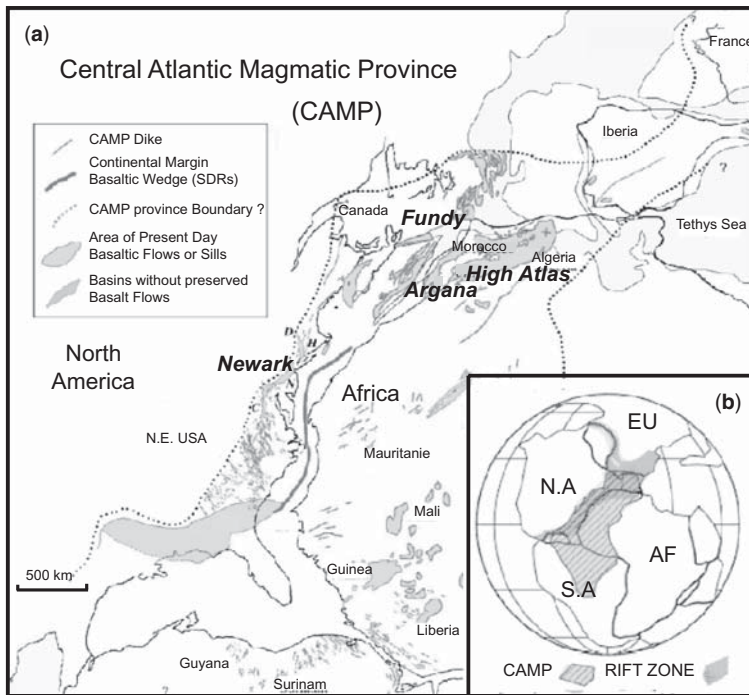 (a)
Central Atlantic Magmatic Province
(CAMP)
CAMP Dike
Continental Margin
Basaltic Wedge (SDRs)
CAMP province Boundary ?
Area of Present Day
Basaltic Flows or Sills
Basins without preserved
Basalt Flows
France
Iberia
?
Tethys Sea
Canada
Fundy
Morocco
Algeria
High Atlas
Argana
D
H
Newark
N
North
America
Africa
N.E. USA
Mauritanie
Mali
Guinea
Liberia
500 km
Guyana
?
Surinam
(b)
EU
N.A
AF
S.A
CAMP
RIFT ZONE